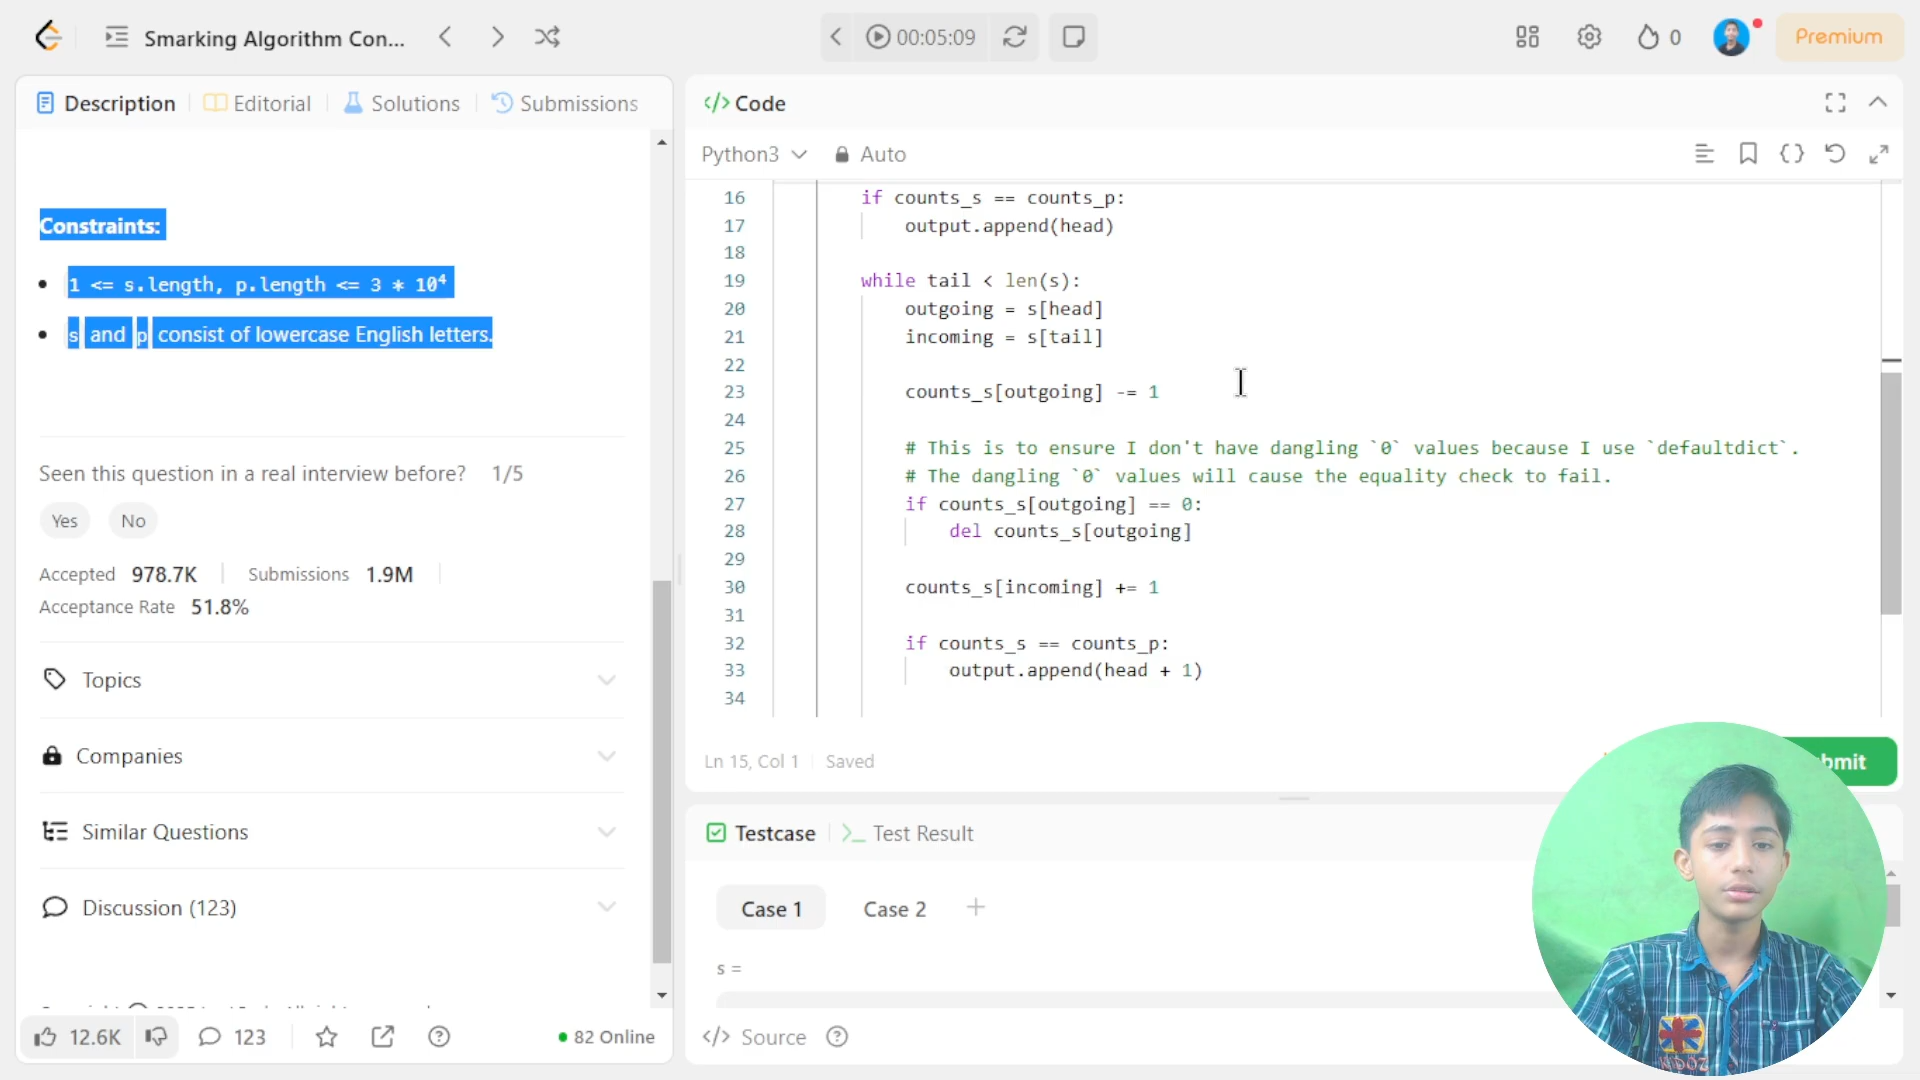 Smarking Algorithm Con...
00:05:09
0
Premium
Description
Editorial
Solutions
Submissions
Constraints:
1 <= s.length, p.length <= 3 * 10⁴
s and p consist of lowercase English letters.
Seen this question in a real interview before? 1/5
Yes No
Accepted 978.7K Submissions 1.9M
Acceptance Rate 51.8%
Topics
Companies
Similar Questions
Discussion (123)
12.6K
123
82 Online
Code
Python3
Auto
16 if counts_s == counts_p:
17 output.append(head)
18
19 while tail < len(s):
20 outgoing = s[head]
21 incoming = s[tail]
22
23 counts_s[outgoing] -= 1
24
25 # This is to ensure I don't have dangling `0` values because I use `defaultdict`.
26 # The dangling `0` values will cause the equality check to fail.
27 if counts_s[outgoing] == 0:
28 del counts_s[outgoing]
29
30 counts_s[incoming] += 1
31
32 if counts_s == counts_p:
33 output.append(head + 1)
34
Ln 15, Col 1 Saved
bmit
Testcase
Test Result
Case 1 Case 2 +
s =
Source